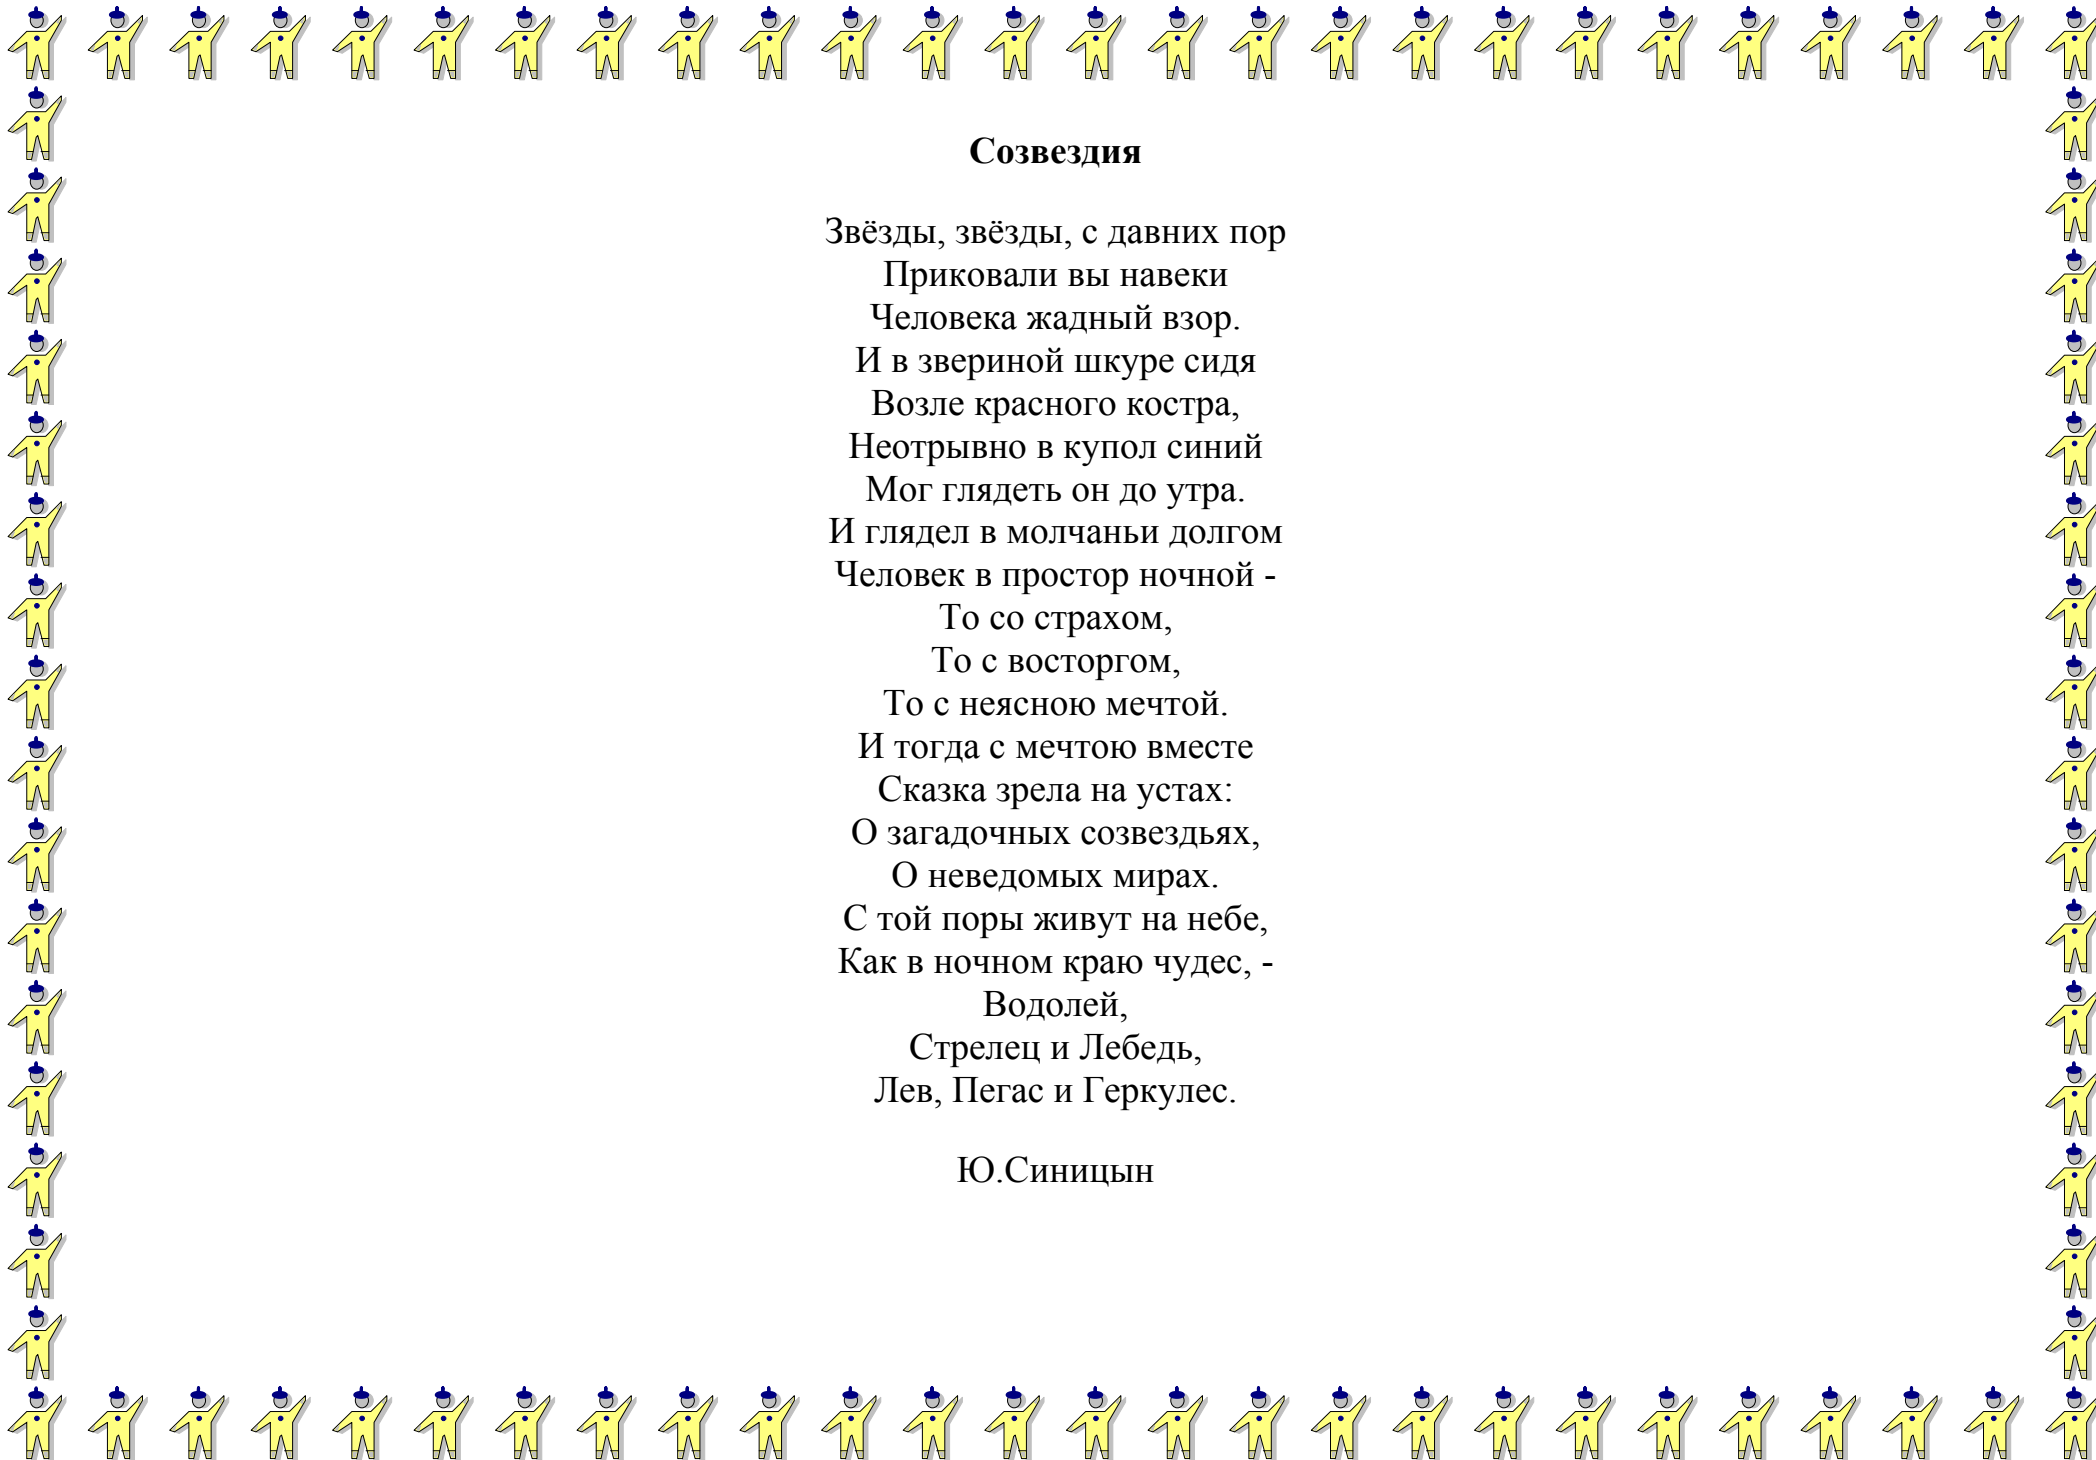 Созвездия
Звёзды, звёзды, с давних пор
Приковали вы навеки
Человека жадный взор.
И в звериной шкуре сидя
Возле красного костра,
Неотрывно в купол синий
Мог глядеть он до утра.
И глядел в молчаньи долгом
Человек в простор ночной -
То со страхом,
То с восторгом,
То с неясною мечтой.
И тогда с мечтою вместе
Сказка зрела на устах:
О загадочных созвездьях,
О неведомых мирах.
С той поры живут на небе,
Как в ночном краю чудес, -
Водолей,
Стрелец и Лебедь,
Лев, Пегас и Геркулес.
Ю.Синицын